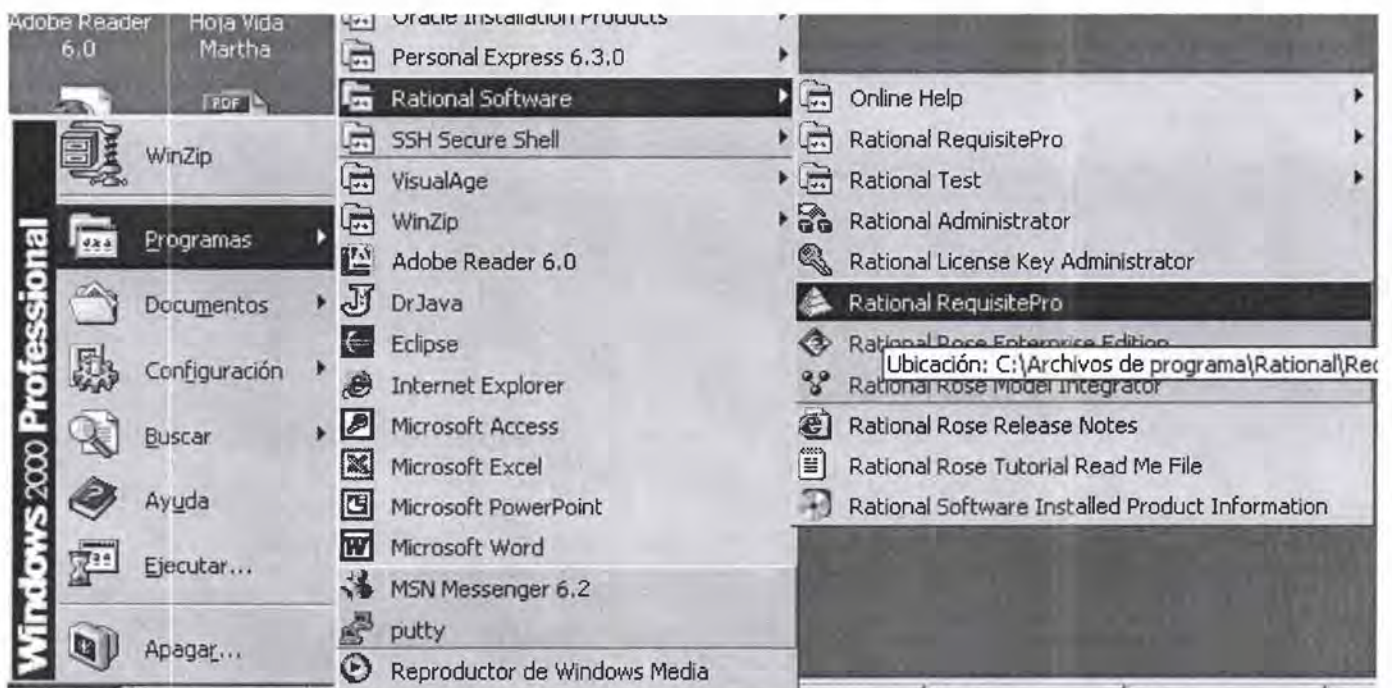 Adobe Reader
6.0
Hoja Vida
Martha
PDF
Windows 2000 Professional
WinZip
Programas
Documentos
Configuración
Buscar
Ayuda
Ejecutar...
Apagar...
Oracle Installation Products
Personal Express 6.3.0
Rational Software
SSH Secure Shell
VisualAge
WinZip
Adobe Reader 6.0
DrJava
Eclipse
Internet Explorer
Microsoft Access
Microsoft Excel
Microsoft PowerPoint
Microsoft Word
MSN Messenger 6.2
putty
Reproductor de Windows Media
Online Help
Rational RequisitePro
Rational Test
Rational Administrator
Rational License Key Administrator
Rational RequisitePro
Rational Rose Enterprise Edition
Ubicación: C:\Archivos de programa\Rational\Rec
Rational Rose Model Integrator
Rational Rose Release Notes
Rational Rose Tutorial Read Me File
Rational Software Installed Product Information